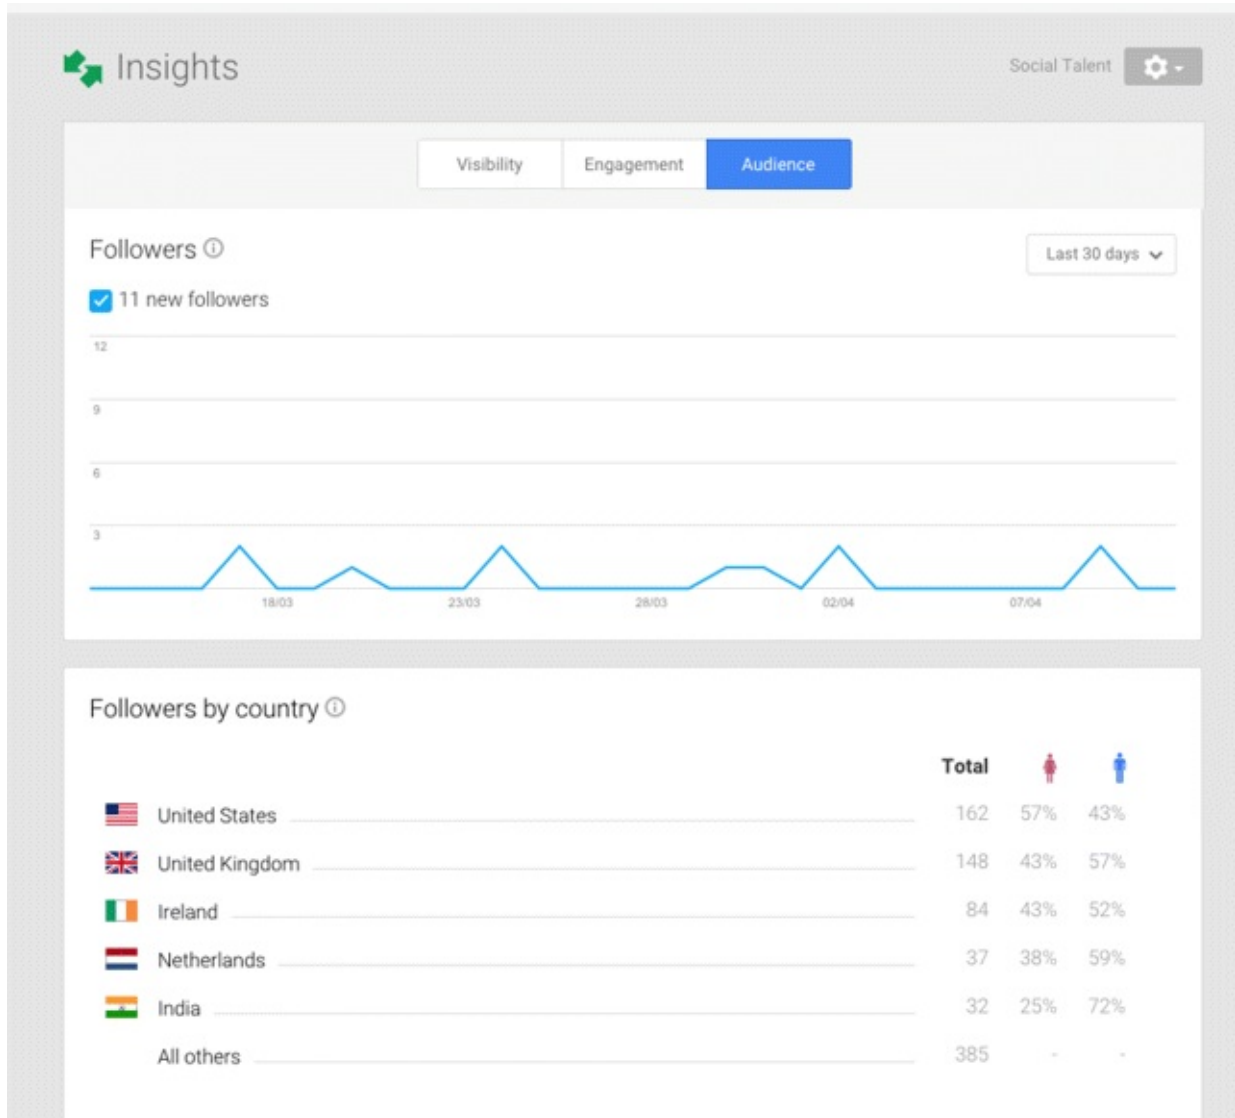 Insights
Social Talent
Visibility Engagement Audience
Followers
Last 30 days
11 new followers
12
9
6
3
18/03 23/03 28/03 02/04 07/04
Followers by country
Total
United States 162 57% 43%
United Kingdom 148 43% 57%
Ireland 84 43% 52%
Netherlands 37 38% 59%
India 32 25% 72%
All others 385 - -